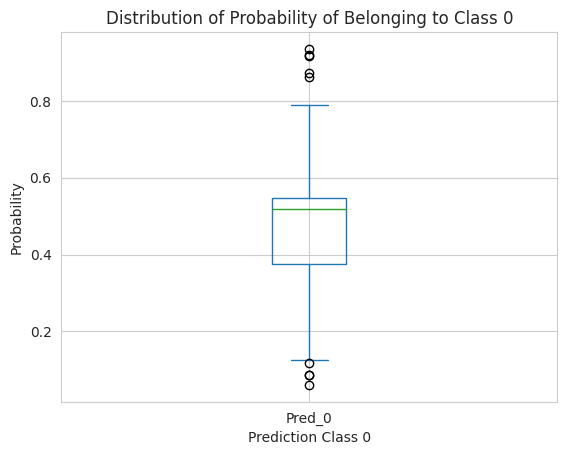 Distribution of Probability of Belonging to Class 0
Probability
0.8
0.6
0.4
0.2
Pred_0
Prediction Class 0